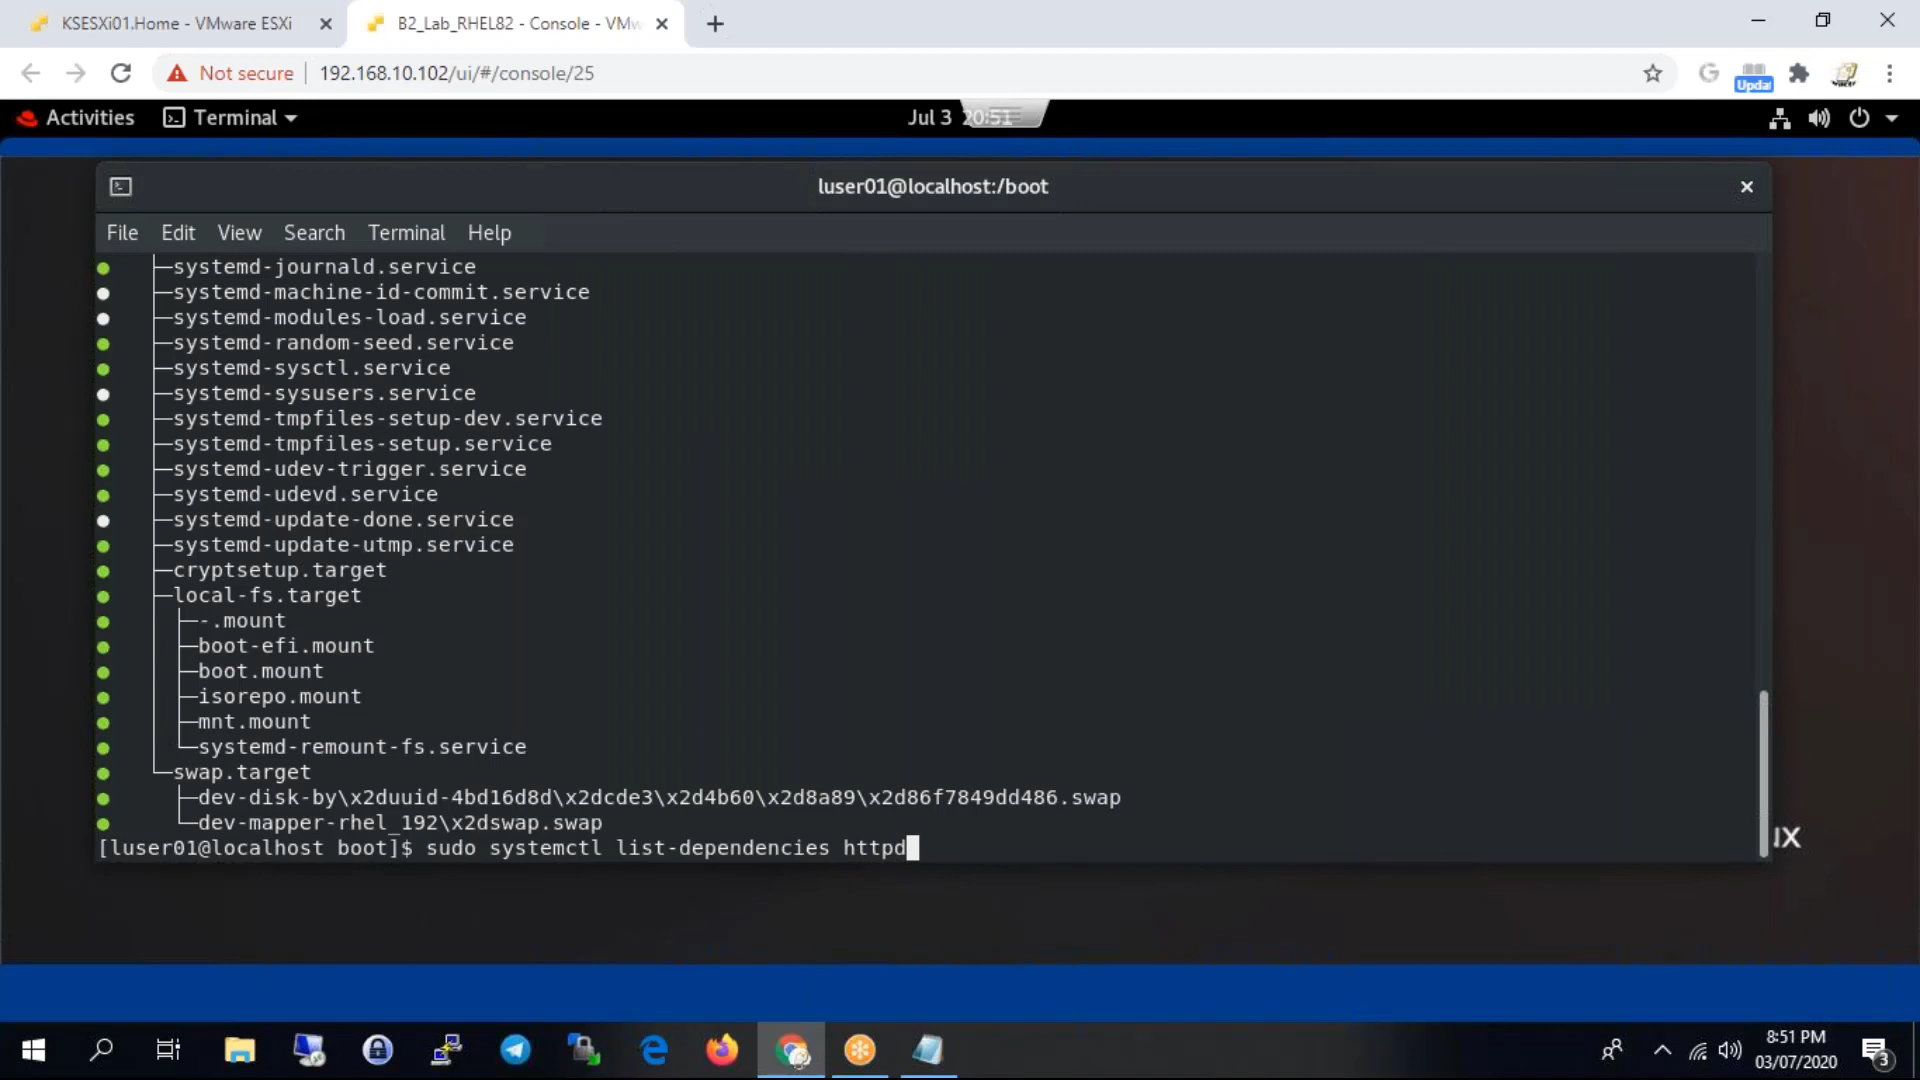 KSESXi01.Home - VMware ESXi
B2_Lab_RHEL82 - Console - VMw
Not secure 192.168.10.102/ui/#/console/25
Updat
Activities Terminal Jul 3 20:51
luser01@localhost:/boot
File Edit View Search Terminal Help
├─systemd-journald.service
├─systemd-machine-id-commit.service
├─systemd-modules-load.service
├─systemd-random-seed.service
├─systemd-sysctl.service
├─systemd-sysusers.service
├─systemd-tmpfiles-setup-dev.service
├─systemd-tmpfiles-setup.service
├─systemd-udev-trigger.service
├─systemd-udevd.service
├─systemd-update-done.service
├─systemd-update-utmp.service
├─cryptsetup.target
├─local-fs.target
│ ├─-.mount
│ ├─boot-efi.mount
│ ├─boot.mount
│ ├─isorepo.mount
│ ├─mnt.mount
│ └─systemd-remount-fs.service
└─swap.target
├─dev-disk-by\x2duuid-4bd16d8d\x2dcde3\x2d4b60\x2d8a89\x2d86f7849dd486.swap
└─dev-mapper-rhel_192\x2dswap.swap
[luser01@localhost boot]$ sudo systemctl list-dependencies httpd
8:51 PM
03/07/2020
3